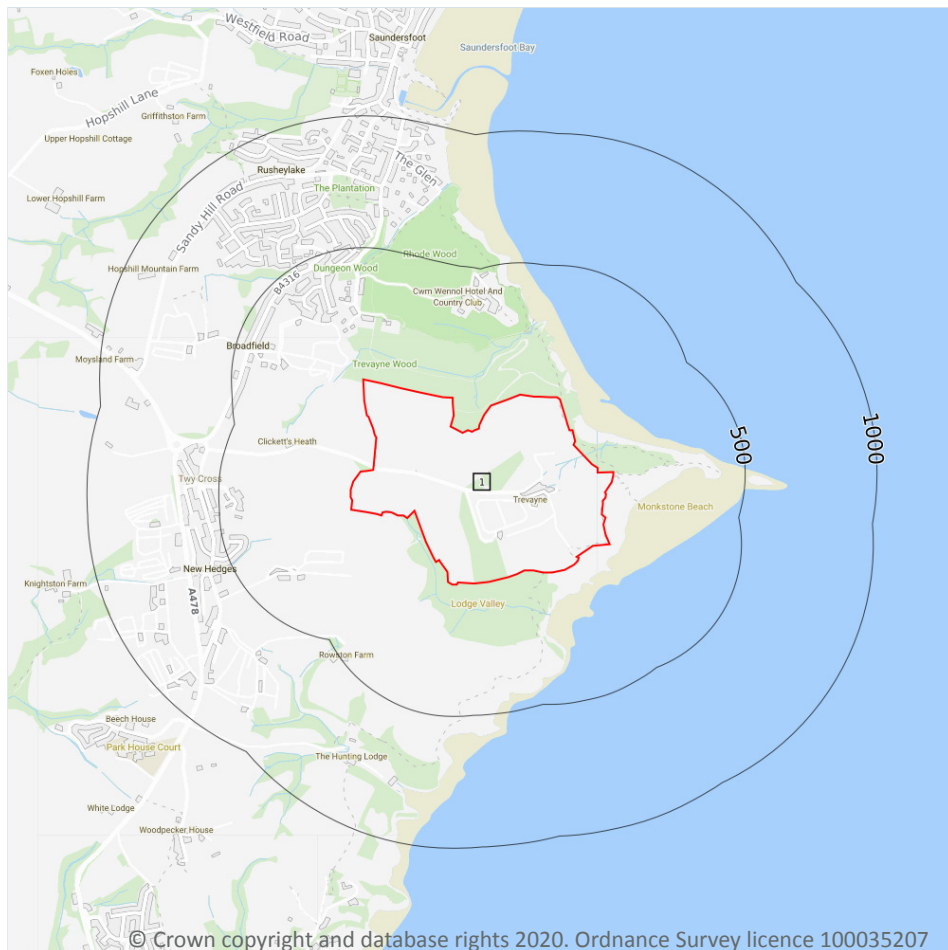 Westfield Road
Saundersfoot
Saundersfoot Bay
Foxen Holes
Hopshill Lane
Griffithston Farm
Upper Hopshill Cottage
The Glen
Rusheylake
The Plantation
Lower Hopshill Farm
Sandy Hill Road
Rhode Wood
Hopshill Mountain Farm
Dungeon Wood
B4316
Cwm Wennol Hotel And
Country Club
Broadfield
Moysland Farm
Trevayne Wood
500
1000
Clickett's Heath
Twy Cross
1
Trevayne
Monkstone Beach
New Hedges
Knightston Farm
A478
Lodge Valley
Rowston Farm
Beech House
Park House Court
The Hunting Lodge
White Lodge
Woodpecker House
© Crown copyright and database rights 2020. Ordnance Survey licence 100035207